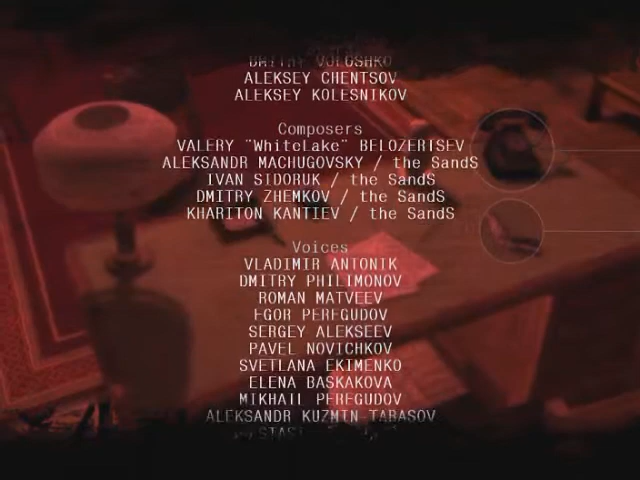 DMITRY VOLOSHKO
ALEKSEY CHENTSOV
ALEKSEY KOLESNIKOV
Composers
VALERY "WhiteLake" BELOZERTSEV
ALEKSANDR MACHUGOVSKY / the SandS
IVAN SIDORUK / the SandS
DMITRY ZHEMKOV / the SandS
KHARITON KANTIEV / the SandS
Voices
VLADIMIR ANTONIK
DMITRY PHILIMONOV
ROMAN MATVEEV
EGOR PEREGUDOV
SERGEY ALEKSEEV
PAVEL NOVICHKOV
SVETLANA EKIMENKO
ELENA BASKAKOVA
MIKHAIL PEREGUDOV
ALEKSANDR KUZMIN-TARASOV